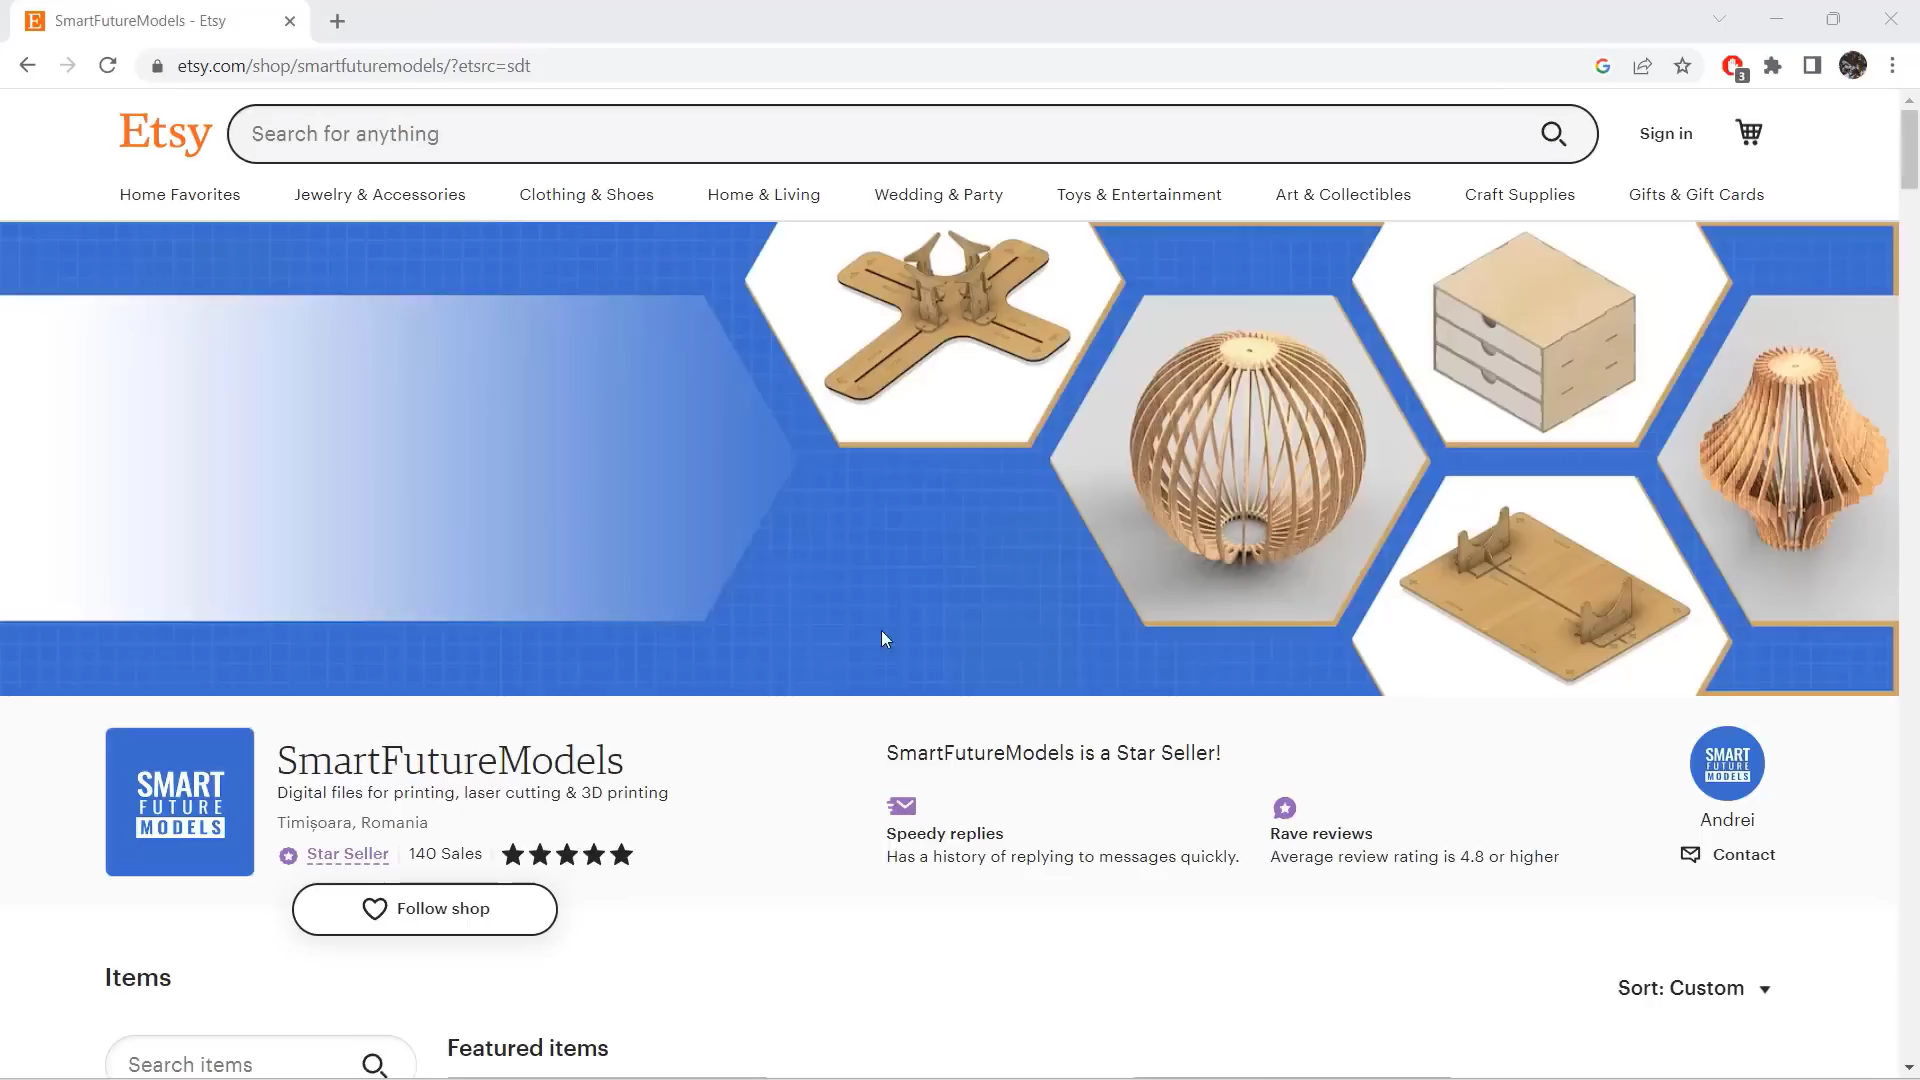 SmartFutureModels - Etsy
etsy.com/shop/smartfuturemodels/?etsrc=sdt
3
Etsy
Search for anything
Sign in
Home Favorites Jewelry & Accessories Clothing & Shoes Home & Living Wedding & Party Toys & Entertainment Art & Collectibles Craft Supplies Gifts & Gift Cards
SMART
FUTURE
MODELS
SmartFutureModels
Digital files for printing, laser cutting & 3D printing
Timișoara, Romania
Star Seller 140 Sales
Follow shop
SmartFutureModels is a Star Seller!
Speedy replies
Has a history of replying to messages quickly.
Rave reviews
Average review rating is 4.8 or higher
SMART
FUTURE
MODELS
Andrei
Contact
Items
Sort: Custom
Search items
Featured items